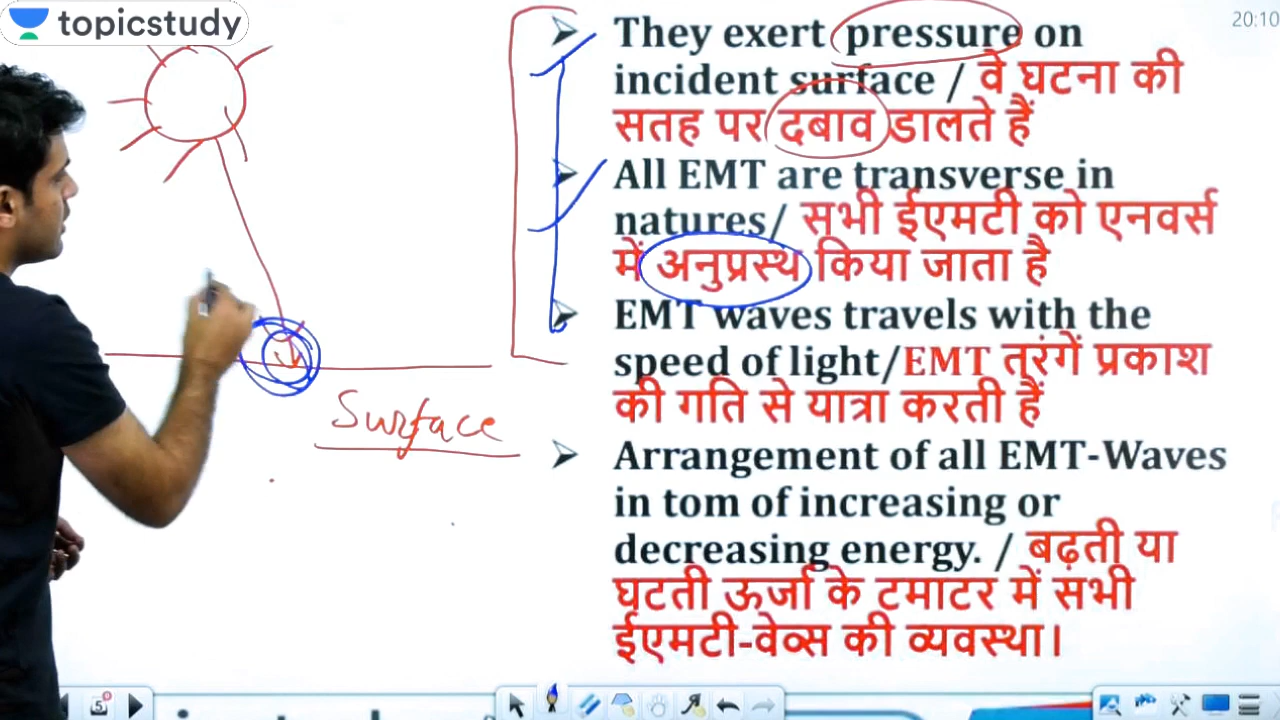 topicstudy
20:10
They exert pressure on
incident surface / वे घटना की
सतह पर दबाव डालते हैं
All EMT are transverse in
natures/ सभी ईएमटी को एनवर्स
में अनुप्रस्थ किया जाता है
EMT waves travels with the
speed of light/EMT तरंगें प्रकाश
की गति से यात्रा करती हैं
Arrangement of all EMT-Waves
in tom of increasing or
decreasing energy. / बढ़ती या
घटती ऊर्जा के टमाटर में सभी
ईएमटी-वेव्स की व्यवस्था।
Surface
5